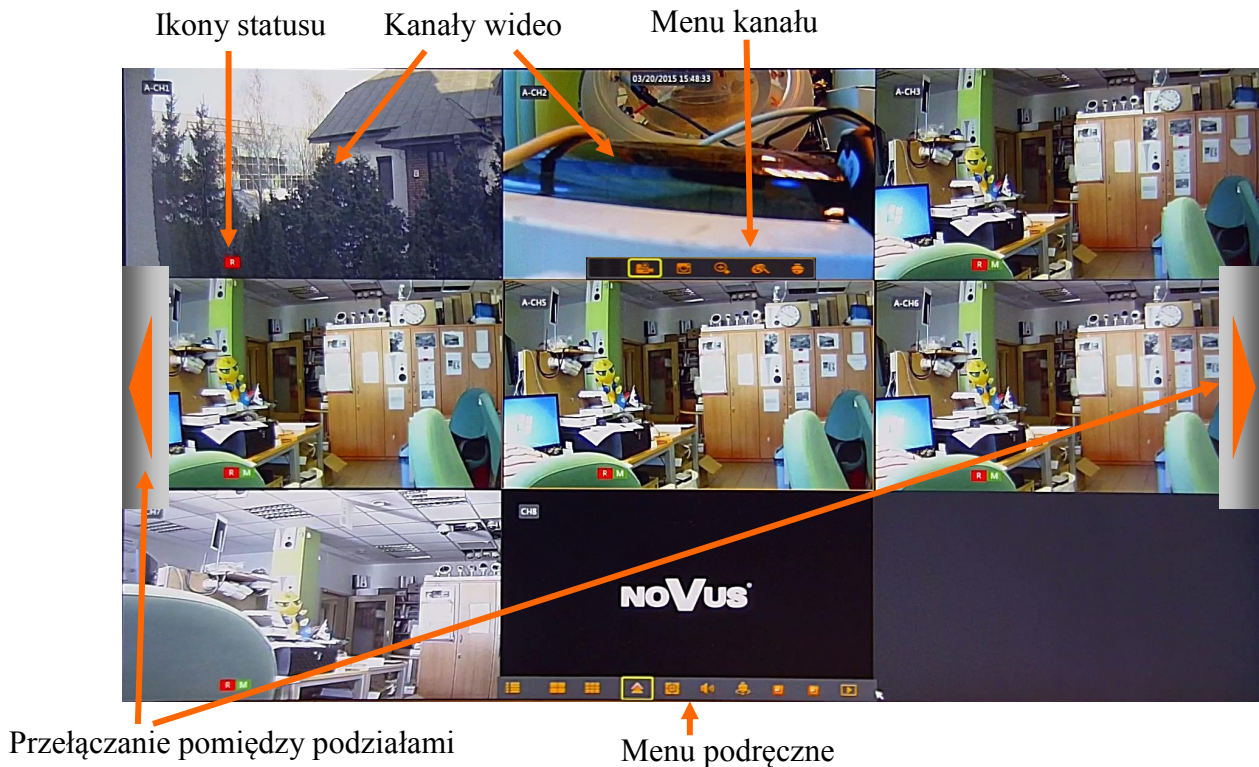 Ikony statusu
Kanały wideo
Menu kanału
A-CH1
A-CH2
03/20/2015 15:48:33
A-CH3
R
R M
A-CH5
A-CH6
R M
R M
R M
CH8
NOVUS
R M
Przełączanie pomiędzy podziałami
Menu podręczne